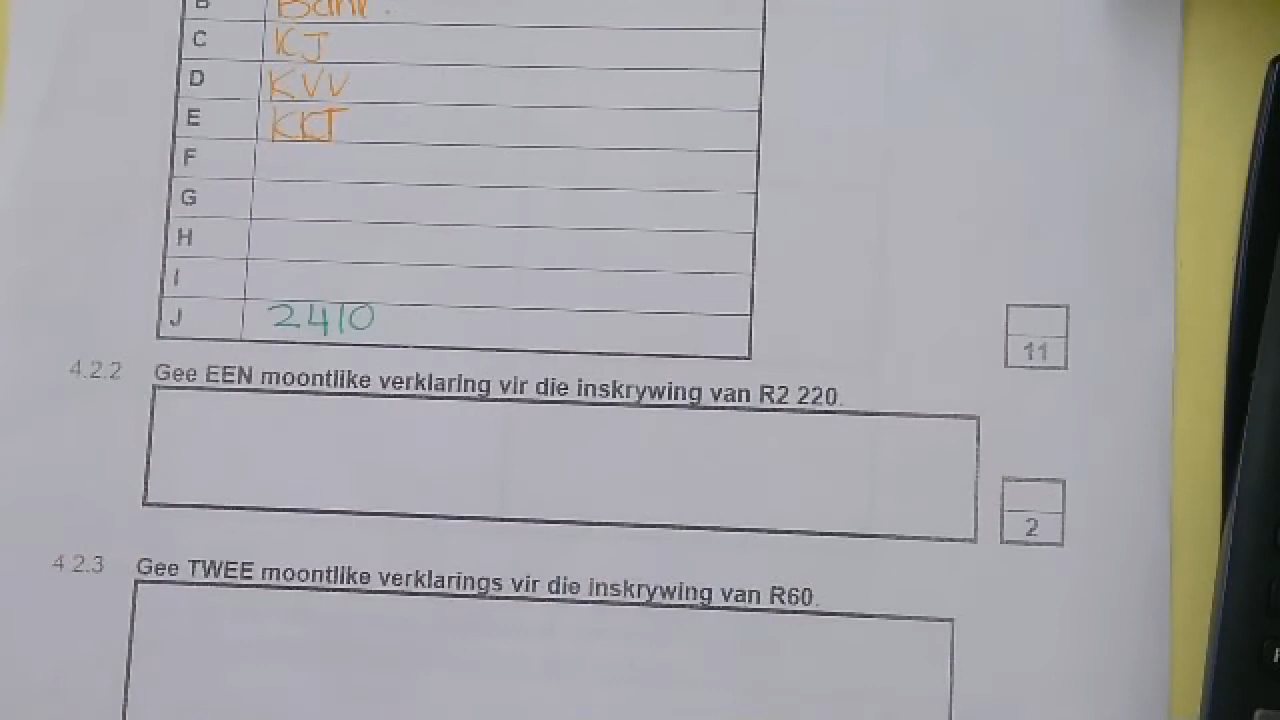 B Bank.
C KJ
D KVV
E KKJ
F
G
H
I
J 2410
11
4.2.2 Gee EEN moontlike verklaring vir die inskrywing van R2 220.
2
4.2.3 Gee TWEE moontlike verklarings vir die inskrywing van R60.